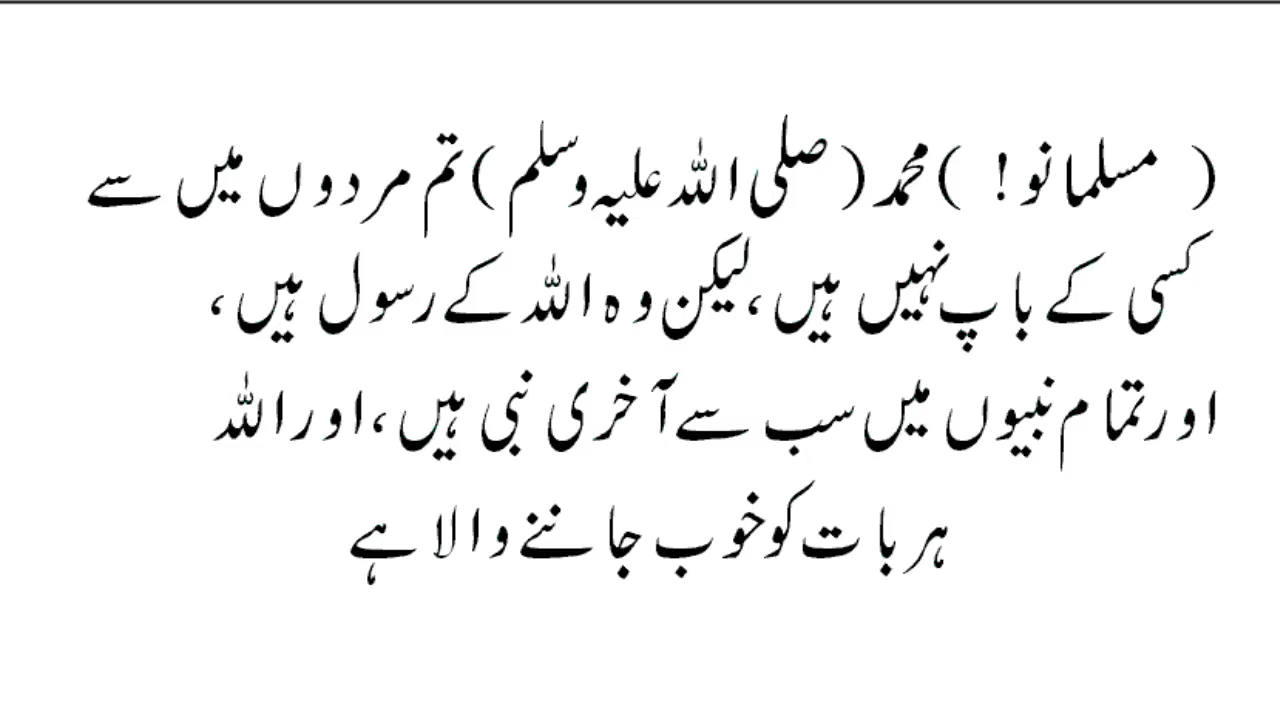 ( مسلمانو! )محمد(صلی اللہ علیہ وسلم)تم مردوں میں سے
کسی کے باپ نہیں ہیں،لیکن وہ اللہ کے رسول ہیں،
اور تمام نبیوں میں سب سے آخری نبی ہیں،اور اللہ
ہر بات کو خوب جاننے والا ہے